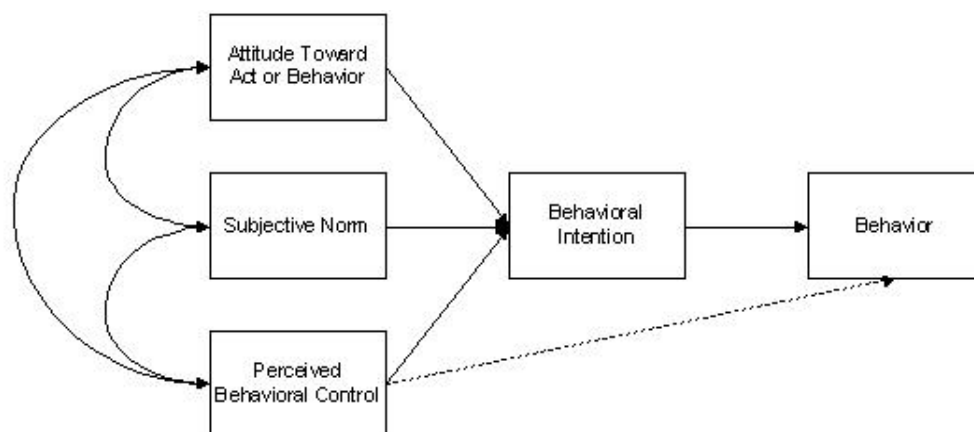 Attitude Toward
Act or Behavior
Subjective Norm
Behavioral
Intention
Behavior
Perceived
Behavioral Control